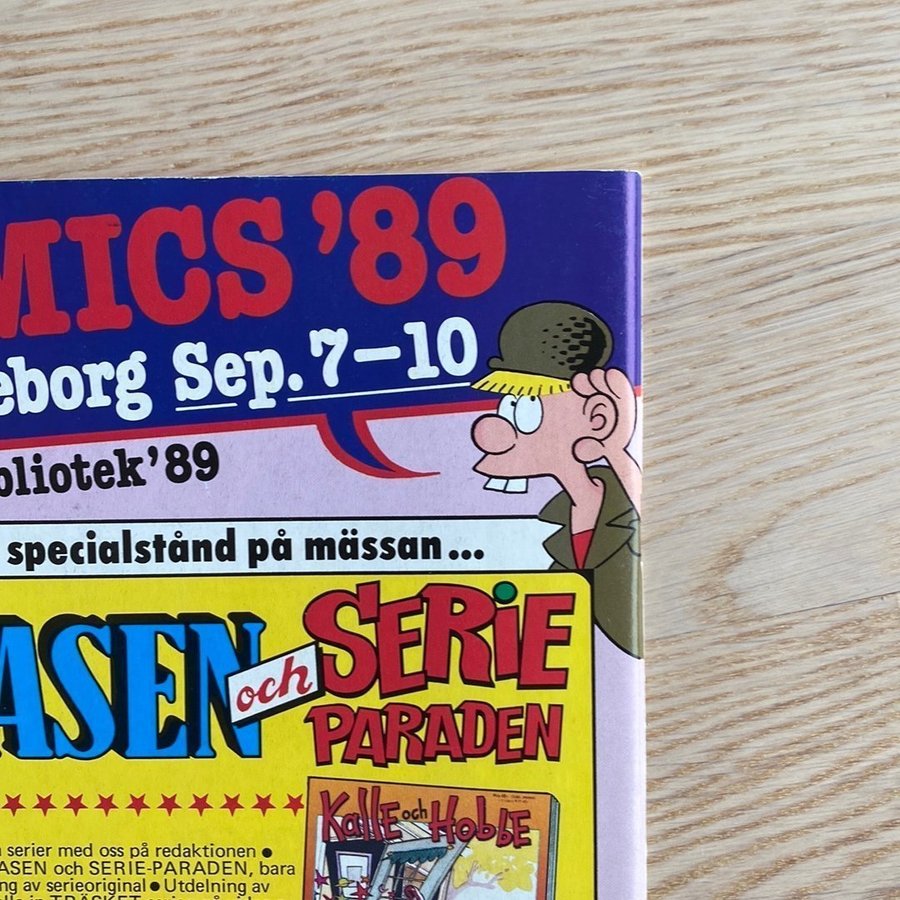 MICS '89
eborg Sep. 7–10
bliotek '89
specialstånd på mässan...
ASEN och SERIE
PARADEN
Kalle och Hobbe
serier med oss på redaktionen •
ASEN och SERIE-PARADEN, bara
ng av serieoriginal • Utdelning av